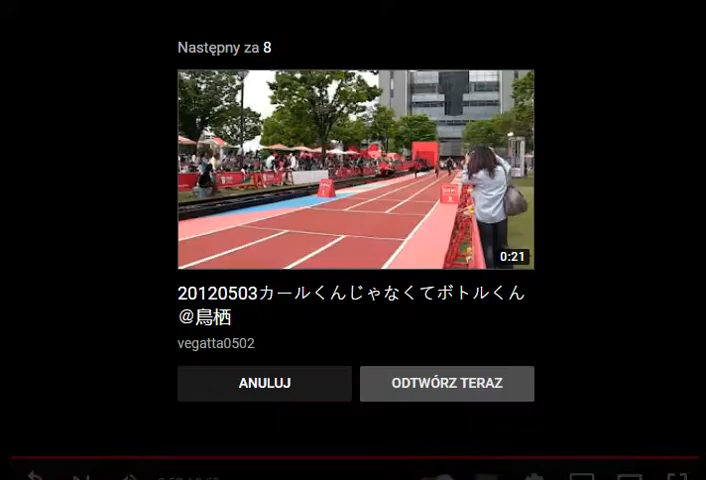 Następny za 8
0:21
20120503カールくんじゃなくてボトルくん
＠鳥栖
vegatta0502
ANULUJ
ODTWÓRZ TERAZ